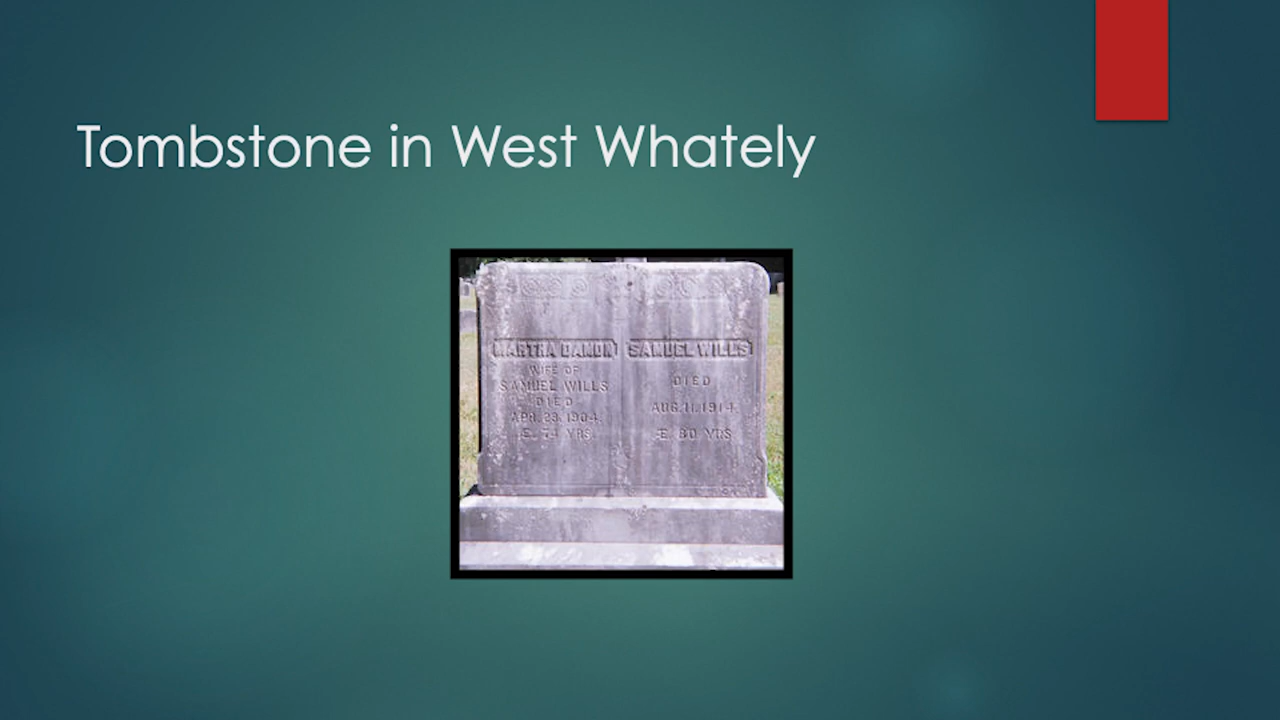 Tombstone in West Whately
MARTHA DAMON
WIFE OF
SAMUEL WILLS
DIED
APR. 23, 1904.
Æ. 74 YRS.
SAMUEL WILLS
DIED
AUG. 11, 1914.
Æ. 80 YRS.